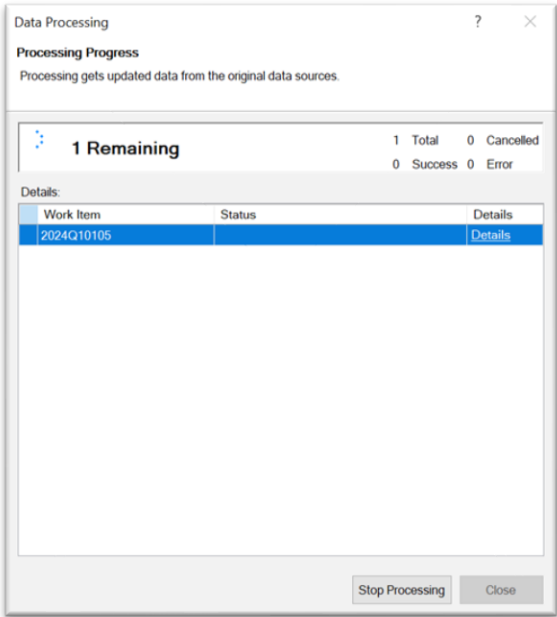 Data Processing ?
Processing Progress
Processing gets updated data from the original data sources.
1 Remaining
1 Total 0 Cancelled
0 Success 0 Error
Details:
Work Item Status Details
2024Q10105 Details
Stop Processing Close